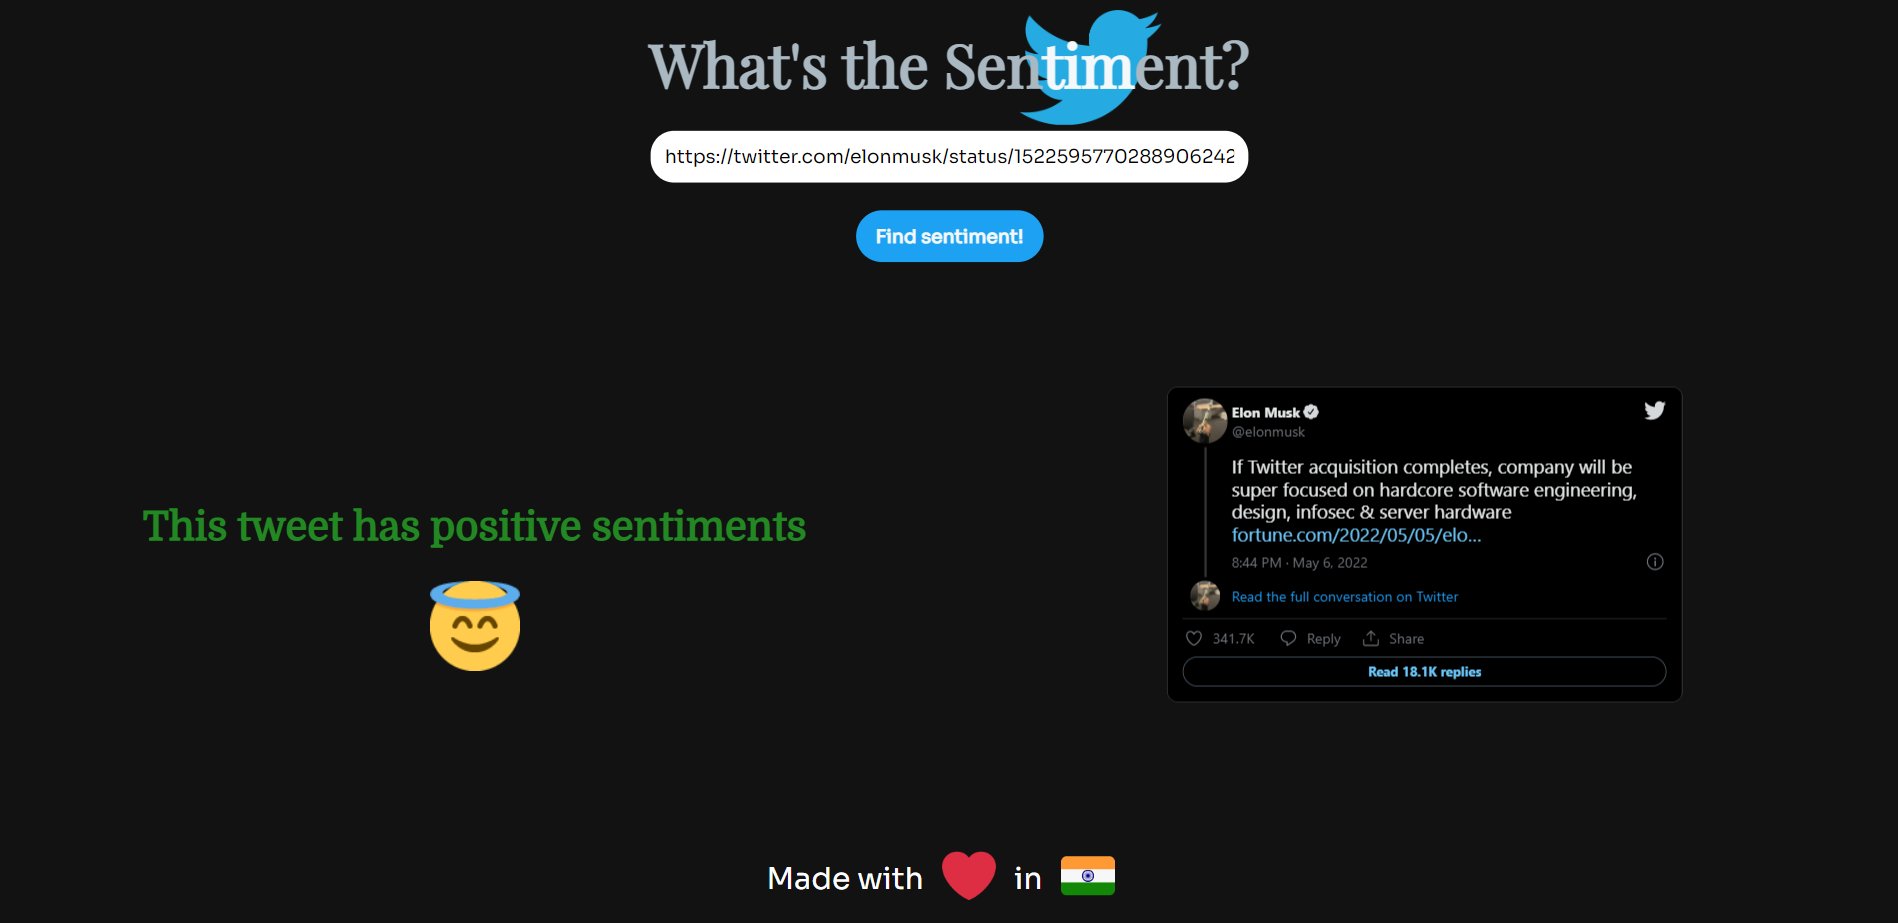 What's the Sentiment?
https://twitter.com/elonmusk/status/1522595770288906242
Find sentiment!
This tweet has positive sentiments
Elon Musk
@elonmusk
If Twitter acquisition completes, company will be
super focused on hardcore software engineering,
design, infosec & server hardware
fortune.com/2022/05/05/elo...
8:44 PM · May 6, 2022
Read the full conversation on Twitter
341.7K Reply Share
Read 18.1K replies
Made with in